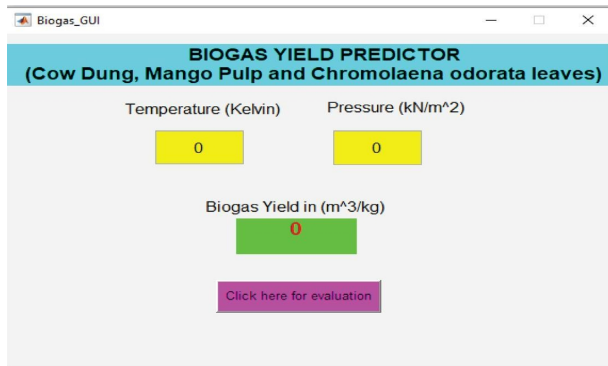 Biogas_GUI
BIOGAS YIELD PREDICTOR
(Cow Dung, Mango Pulp and Chromolaena odorata leaves)
Temperature (Kelvin) Pressure (kN/m^2)
0 0
Biogas Yield in (m^3/kg)
0
Click here for evaluation